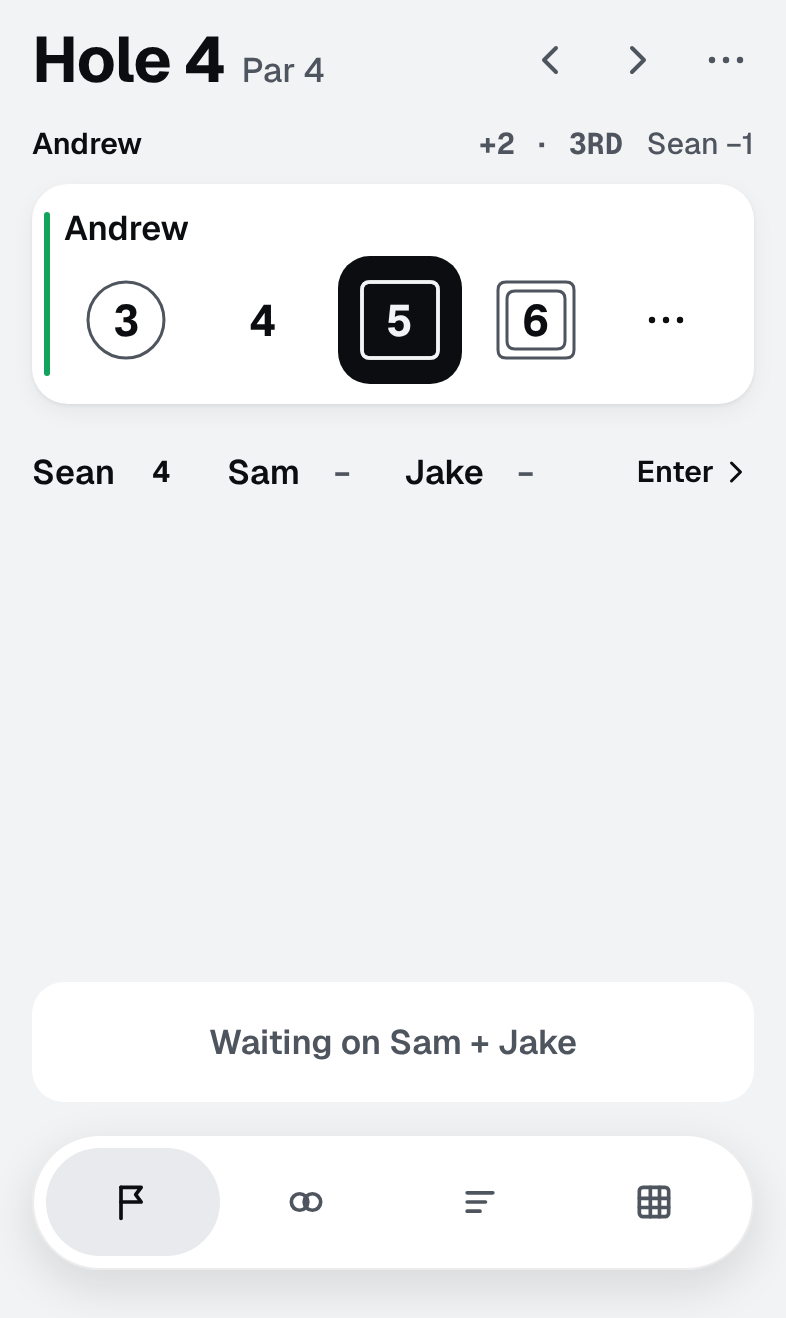 Hole 4 Par 4
Andrew +2 · 3RD Sean −1
Andrew
3 4 5 6
Sean 4 Sam – Jake – Enter
Waiting on Sam + Jake